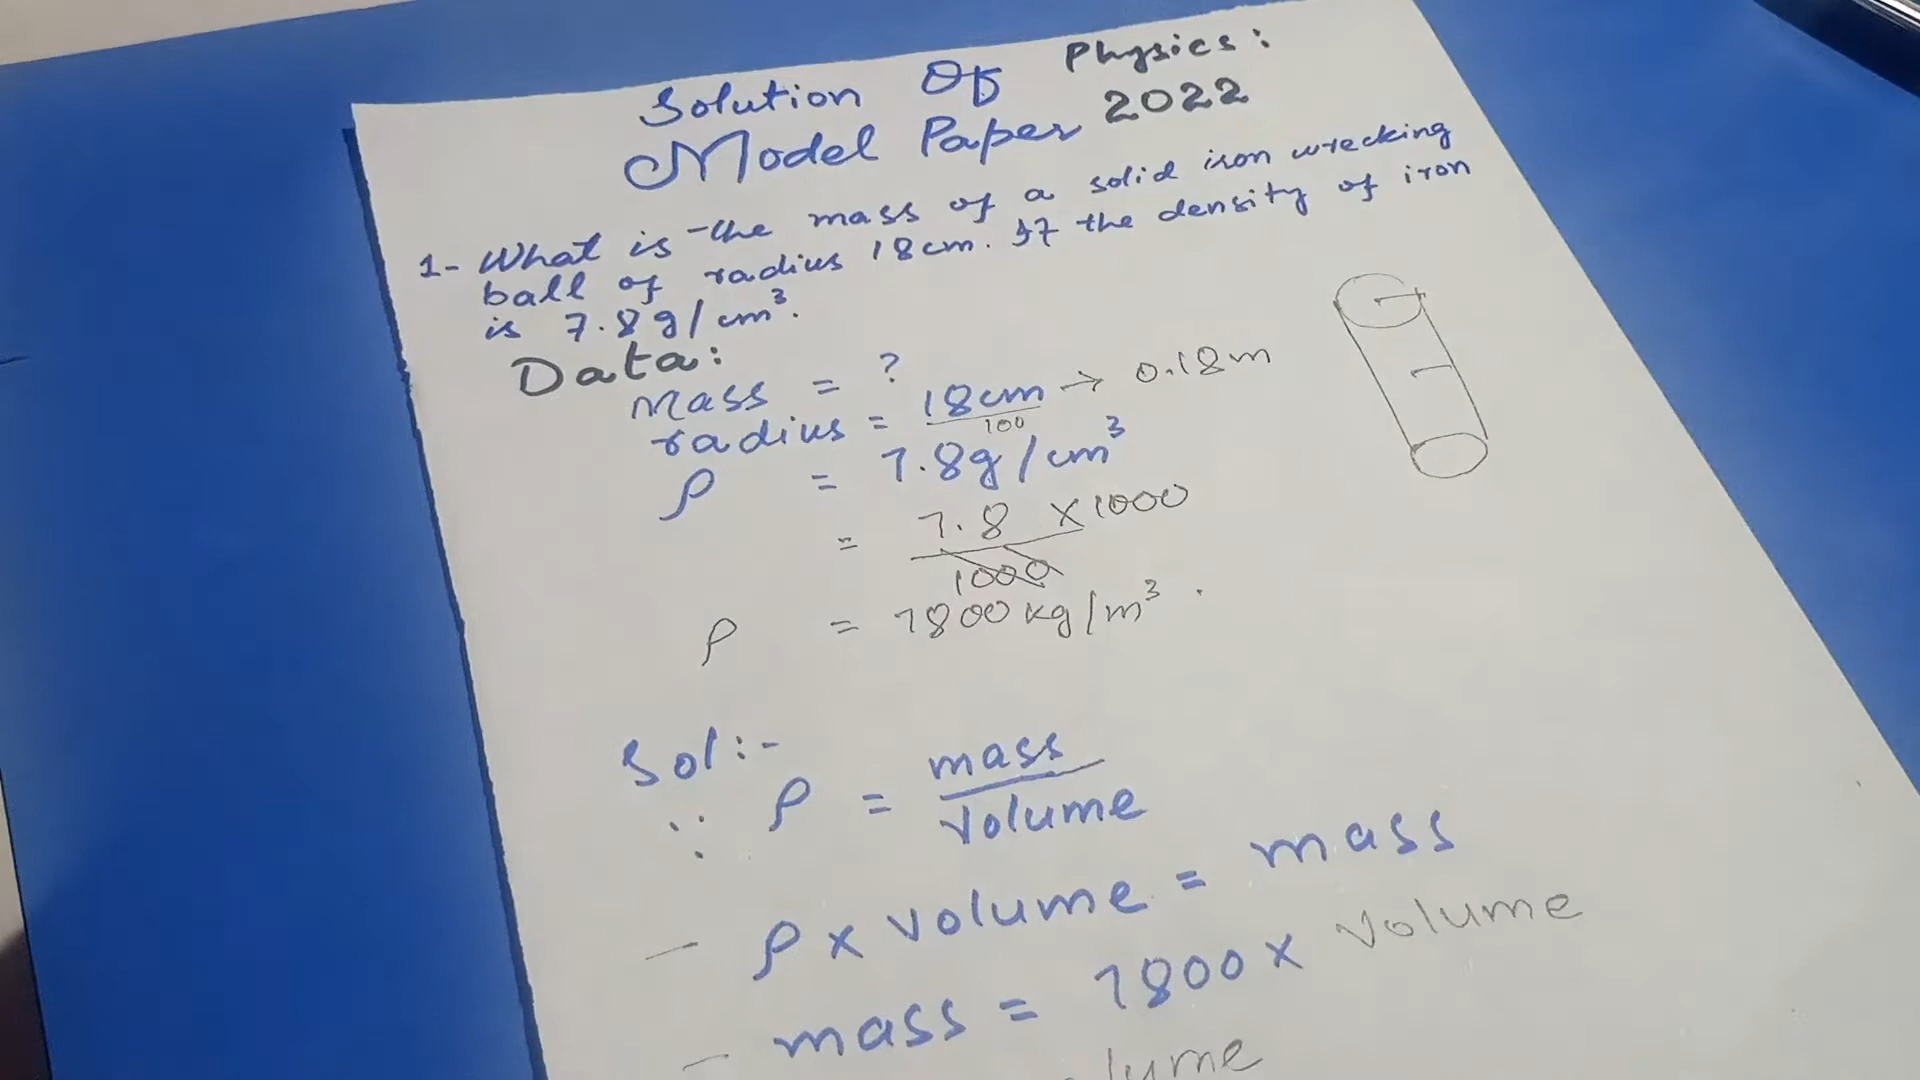 Solution Of Physics:
Model Paper 2022
1- What is the mass of a solid iron wrecking
ball of radius 18cm. If the density of iron
is 7.8g/cm³.
Data:
Mass = ?
radius = 18cm/100 → 0.18m
ρ = 7.8g/cm³
= 7.8 × 1000
1000
ρ = 7800 kg/m³.
Sol:-
∵ ρ = mass
Volume
ρ × volume = mass
mass = 7800 × Volume